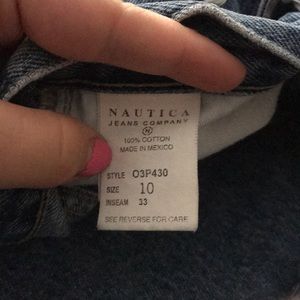 NAUTICA
JEANS COMPANY
N
100% COTTON
MADE IN MEXICO
STYLE O3P430
SIZE 10
INSEAM 33
SEE REVERSE FOR CARE